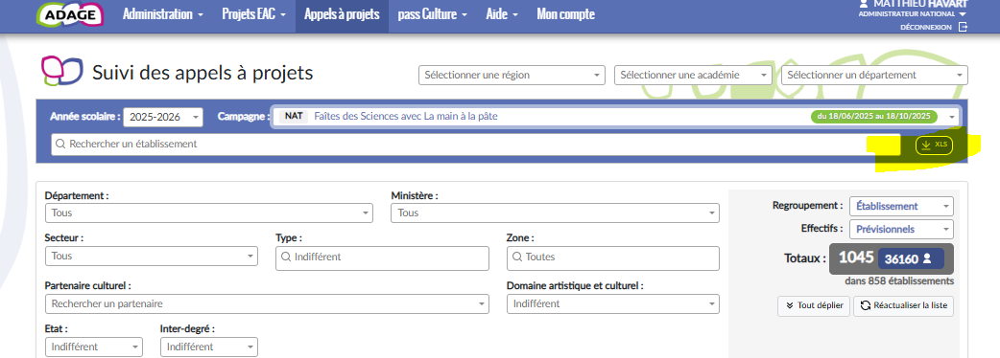 ADAGE Administration Projets EAC Appels à projets pass Culture Aide Mon compte
MATTHIEU HAVART
ADMINISTRATEUR NATIONAL
DÉCONNEXION
Suivi des appels à projets
Sélectionner une région Sélectionner une académie Sélectionner un département
Année scolaire : 2025-2026 Campagne : NAT Faîtes des Sciences avec La main à la pâte du 18/06/2025 au 18/10/2025
Rechercher un établissement XLS
Département : Ministère :
Tous Tous
Regroupement : Établissement
Effectifs : Prévisionnels
Secteur : Type : Zone :
Tous Indifférent Toutes
Totaux : 1045 36160
dans 858 établissements
Partenaire culturel : Domaine artistique et culturel :
Rechercher un partenaire Indifférent
Tout déplier Réactualiser la liste
Etat : Inter-degré :
Indifférent Indifférent